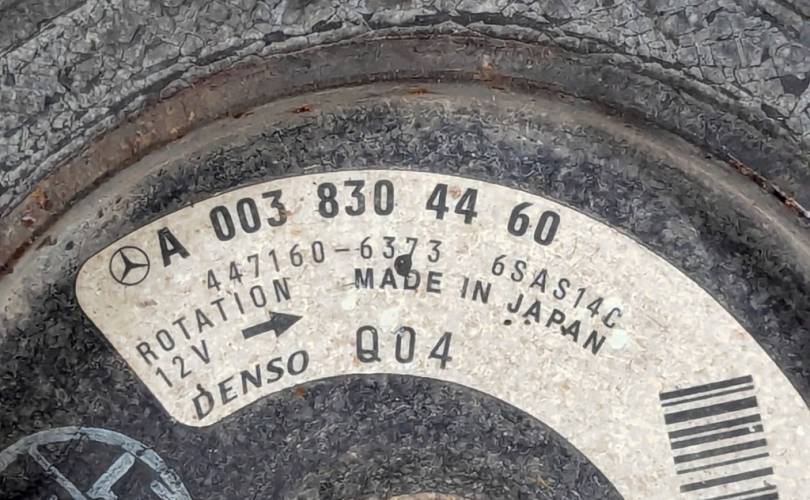 A 003 830 44 60
447160-6373 6SAS14C
ROTATION
MADE IN JAPAN
12V
DENSO
Q04